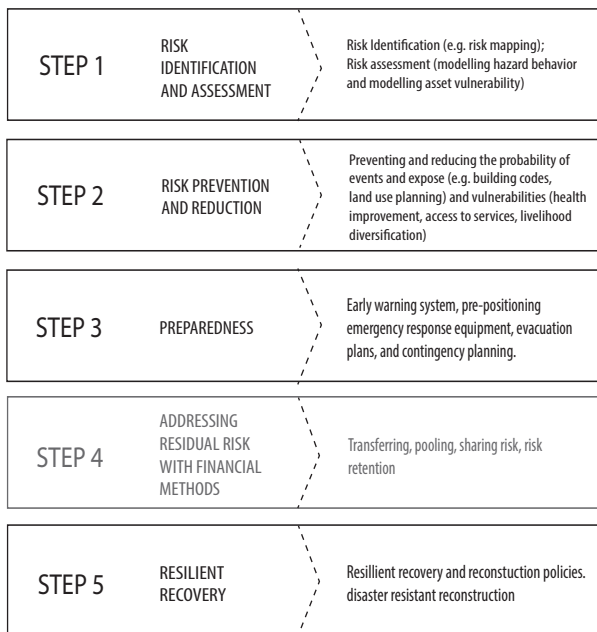 STEP 1
RISK
IDENTIFICATION
AND ASSESSMENT
Risk Identification (e.g. risk mapping);
Risk assessment (modelling hazard behavior
and modelling asset vulnerability)
STEP 2
RISK PREVENTION
AND REDUCTION
Preventing and reducing the probability of
events and expose (e.g. building codes,
land use planning) and vulnerabilities (health
improvement, access to services, livelihood
diversification)
STEP 3
PREPAREDNESS
Early warning system, pre-positioning
emergency response equipment, evacuation
plans, and contingency planning.
STEP 4
ADDRESSING
RESIDUAL RISK
WITH FINANCIAL
METHODS
Transferring, pooling, sharing risk, risk
retention
STEP 5
RESILIENT
RECOVERY
Resillient recovery and reconstuction policies.
disaster resistant reconstruction